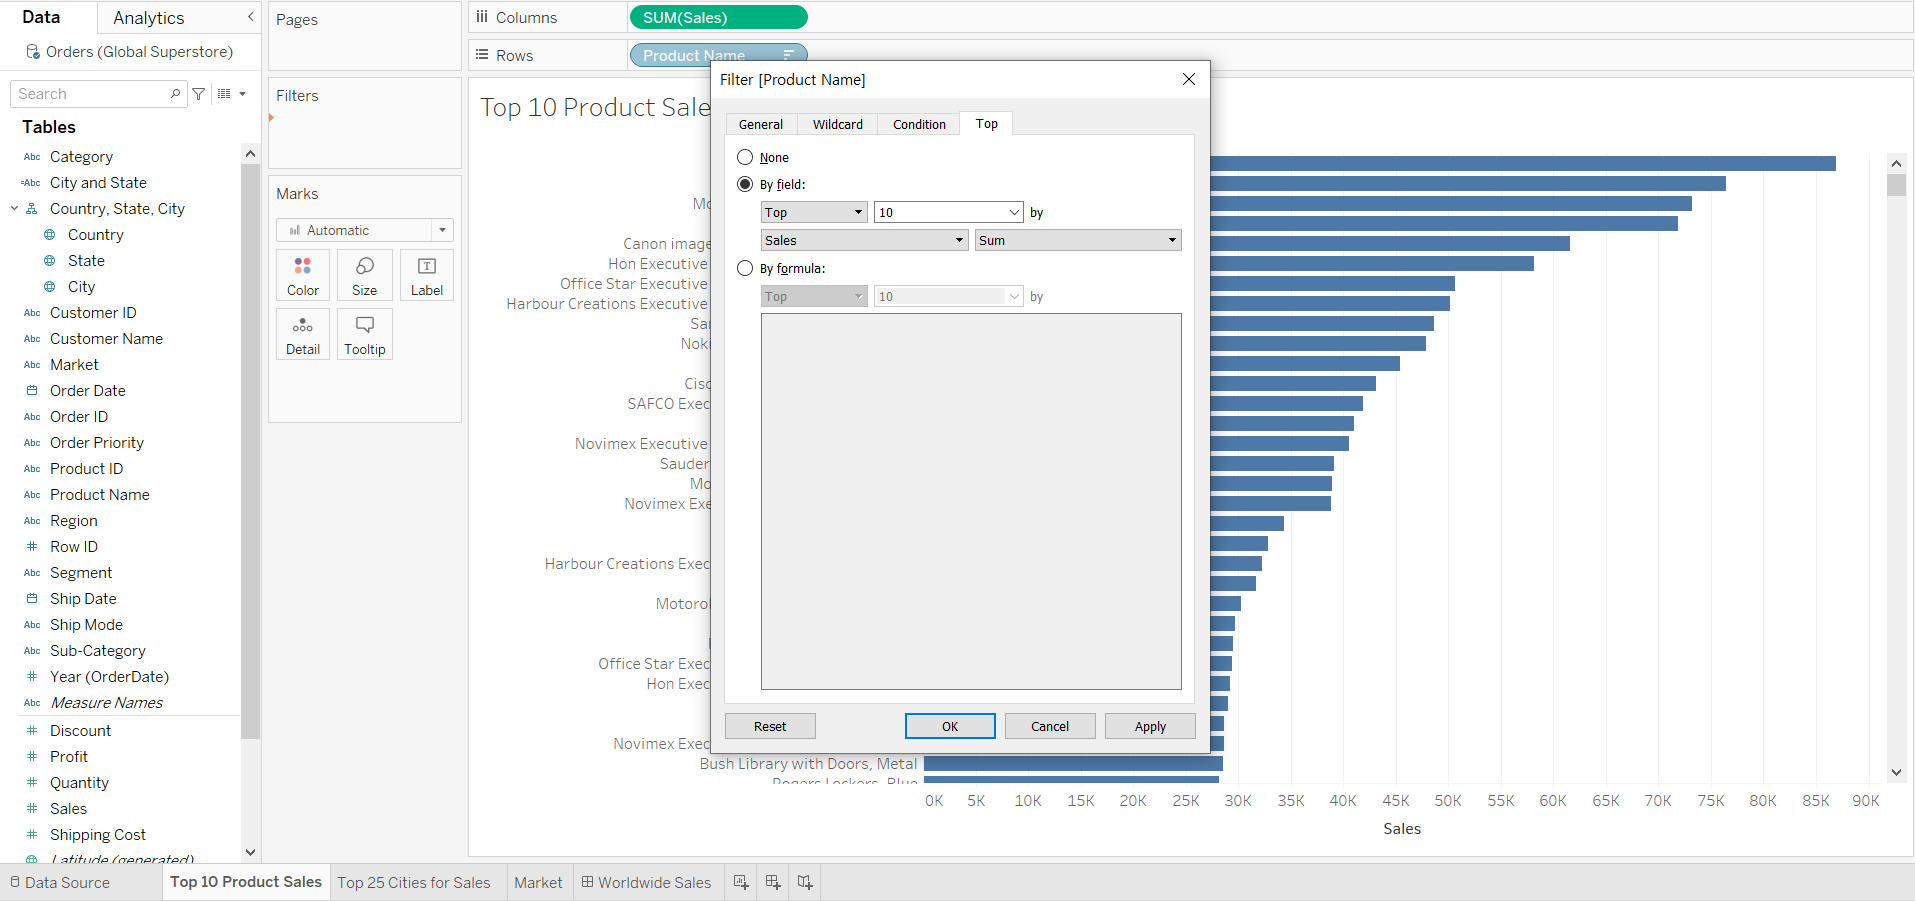 Data
Analytics
Orders (Global Superstore)
Search
Tables
Abc Category
=Abc City and State
Country, State, City
Country
State
City
Abc Customer ID
Abc Customer Name
Abc Market
Order Date
Abc Order ID
Abc Order Priority
Abc Product ID
Abc Product Name
Abc Region
# Row ID
Abc Segment
Ship Date
Abc Ship Mode
Abc Sub-Category
# Year (OrderDate)
Abc Measure Names
# Discount
# Profit
# Quantity
# Sales
# Shipping Cost
Latitude (generated)
Pages
Filters
Marks
Automatic
Color
Size
T
Label
Detail
Tooltip
Columns
SUM(Sales)
Rows
Product Name
Top 10 Product Sale
Canon image
Hon Executive
Office Star Executive
Harbour Creations Executive
SAFCO Exec
Novimex Executive
Sauder
Novimex Exe
Harbour Creations Exec
Office Star Exec
Hon Exec
Novimex Exec
Bush Library with Doors, Metal
Rogers Lockers, Blue
0K 5K 10K 15K 20K 25K 30K 35K 40K 45K 50K 55K 60K 65K 70K 75K 80K 85K 90K
Sales
Filter [Product Name]
General Wildcard Condition Top
None
By field:
Top 10 by
Sales Sum
By formula:
Top 10 by
Reset OK Cancel Apply
Data Source
Top 10 Product Sales
Top 25 Cities for Sales
Market
Worldwide Sales